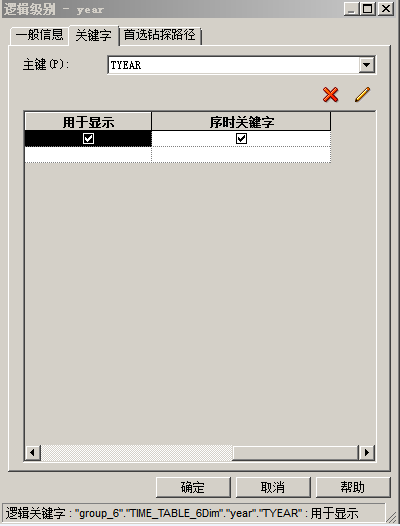 逻辑级别 - year
一般信息 关键字 首选钻探路径
主键(P): TYEAR
用于显示 序时关键字
确定 取消 帮助
逻辑关键字 : "group_6"."TIME_TABLE_6Dim"."year"."TYEAR" : 用于显示